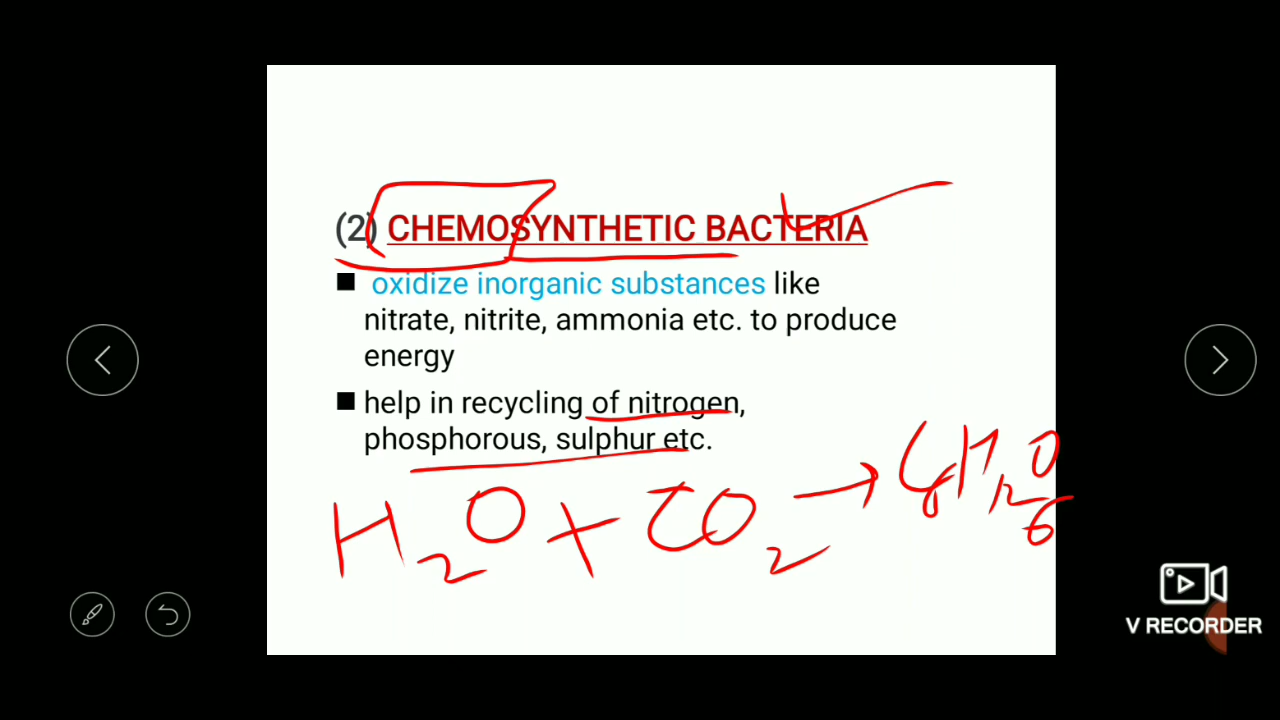 (2) CHEMOSYNTHETIC BACTERIA
■ oxidize inorganic substances like
nitrate, nitrite, ammonia etc. to produce
energy
■ help in recycling of nitrogen,
phosphorous, sulphur etc.
H₂O + CO₂ → C₆H₁₂O₆
V RECORDER